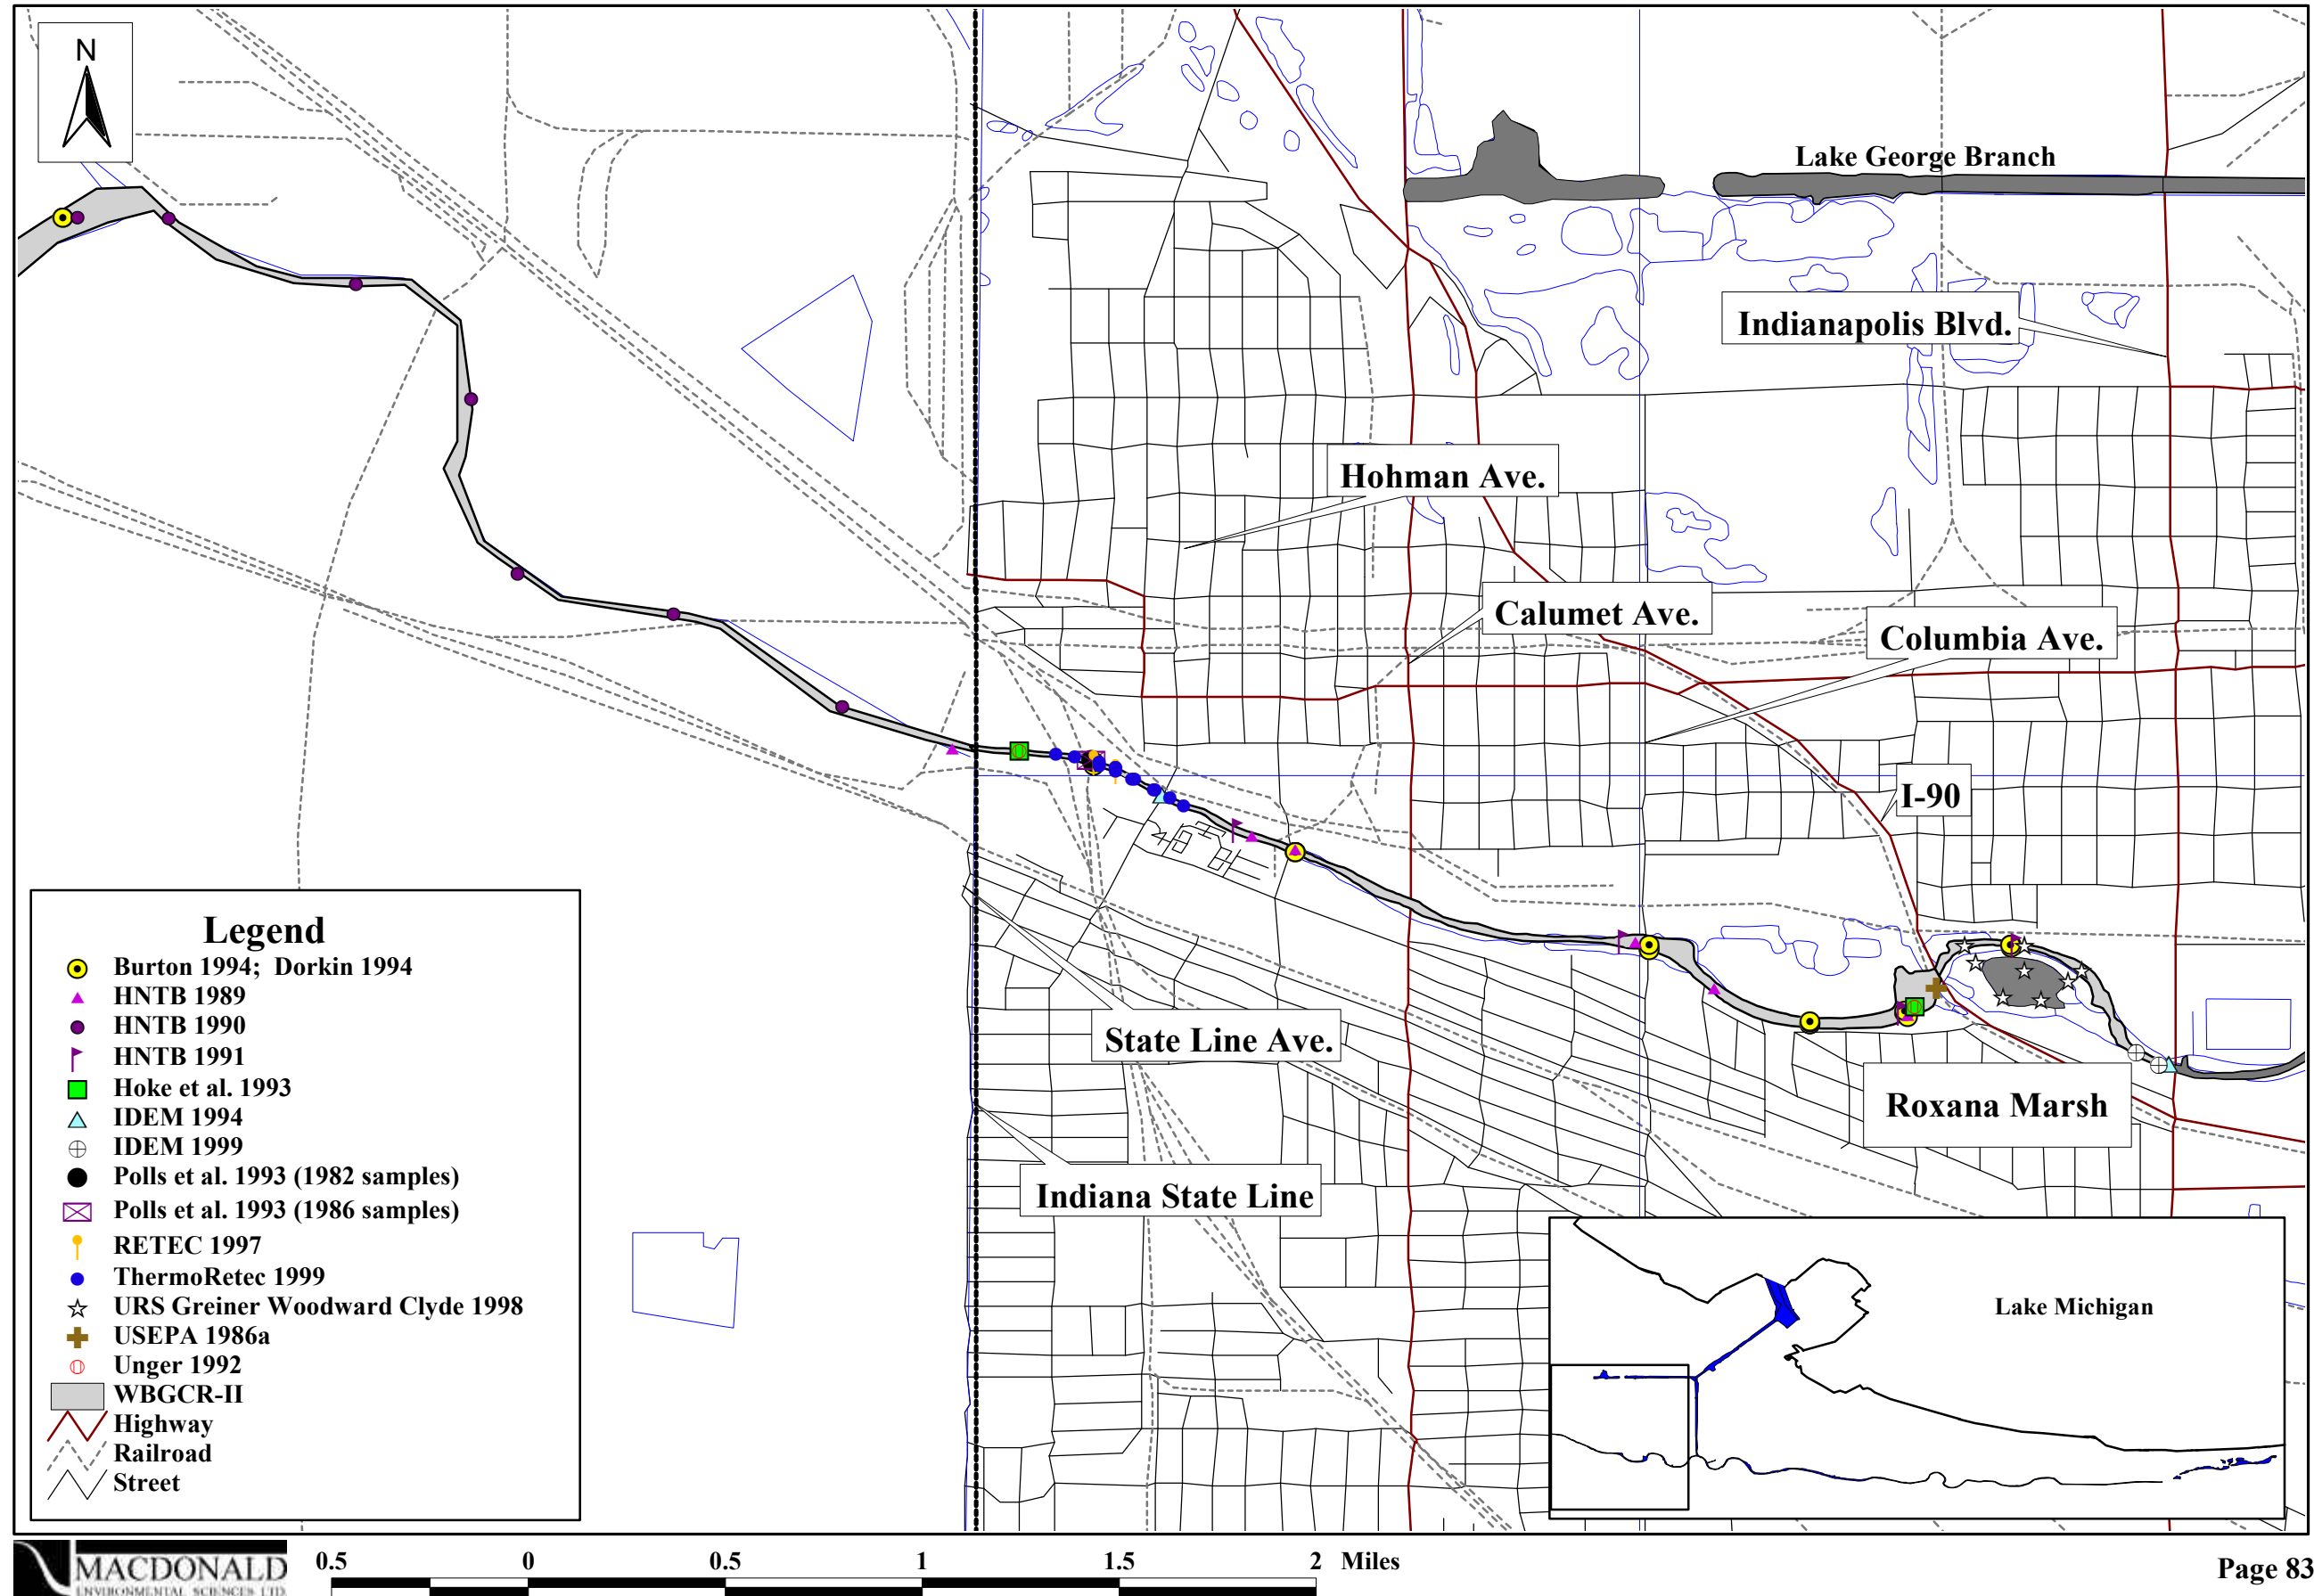 N
Lake George Branch
Indianapolis Blvd.
Hohman Ave.
Calumet Ave.
Columbia Ave.
I-90
State Line Ave.
Roxana Marsh
Indiana State Line
Legend
Burton 1994; Dorkin 1994
HNTB 1989
HNTB 1990
HNTB 1991
Hoke et al. 1993
IDEM 1994
IDEM 1999
Polls et al. 1993 (1982 samples)
Polls et al. 1993 (1986 samples)
RETEC 1997
ThermoRetec 1999
URS Greiner Woodward Clyde 1998
USEPA 1986a
Unger 1992
WBGCR-II
Highway
Railroad
Street
Lake Michigan
MACDONALD
ENVIRONMENTAL SCIENCES LTD.
0.5 0 0.5 1 1.5 2 Miles
Page 83